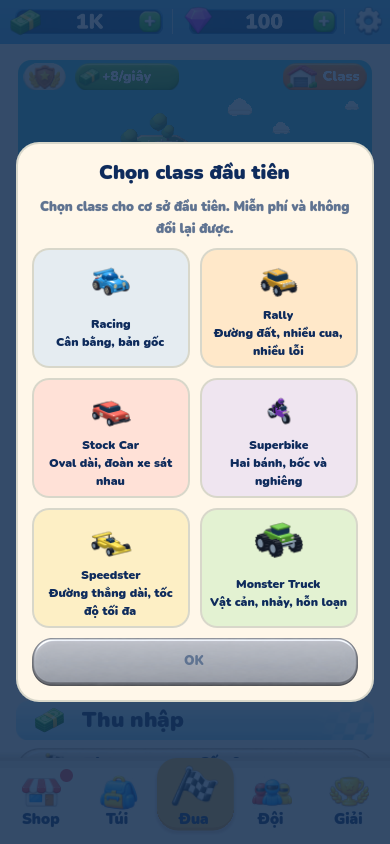 1K
100
+8/giây
Class
Chọn class đầu tiên
Chọn class cho cơ sở đầu tiên. Miễn phí và không
đổi lại được.
Racing
Cân bằng, bản gốc
Rally
Đường đất, nhiều cua,
nhiều lỗi
Stock Car
Oval dài, đoàn xe sát
nhau
Superbike
Hai bánh, bốc và
nghiêng
Speedster
Đường thẳng dài, tốc
độ tối đa
Monster Truck
Vật cản, nhảy, hỗn loạn
OK
Thu nhập
Shop
Túi
Đua
Đội
Giải